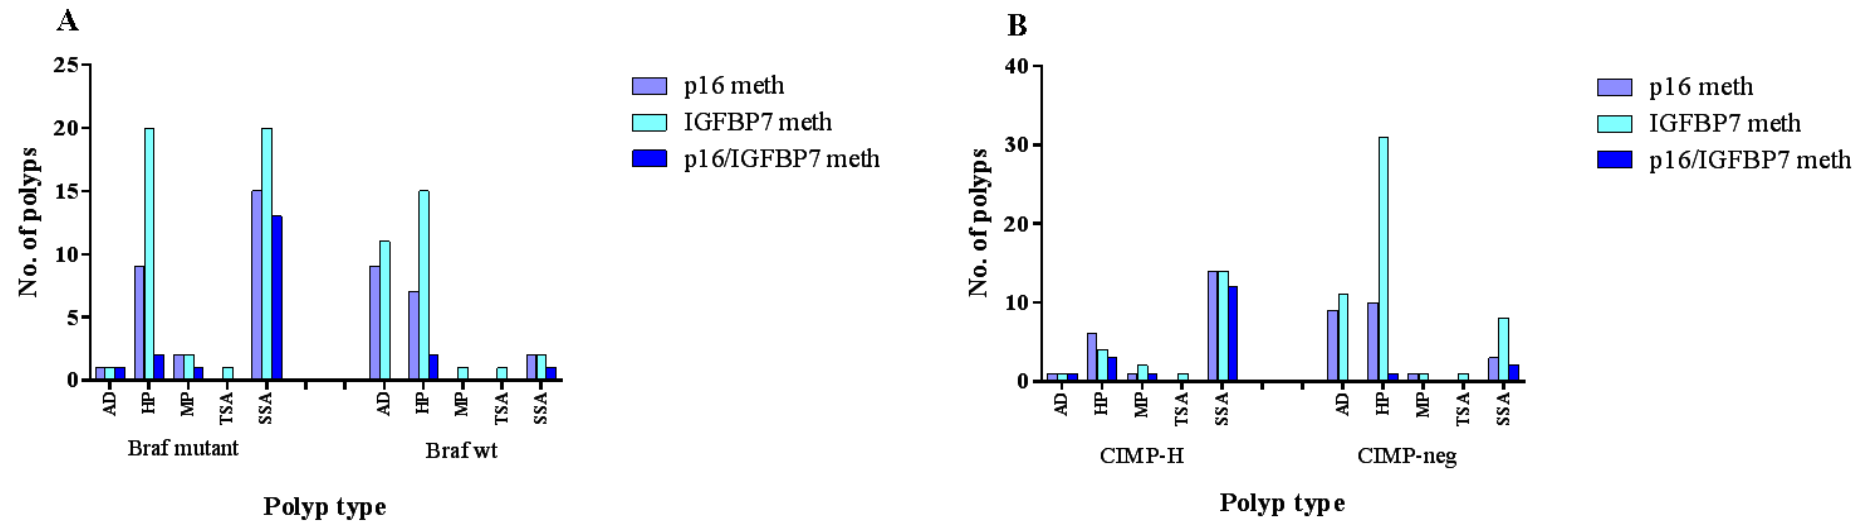 A
25
20
15
10
5
0
No. of polyps
AD HP MP TSA SSA AD HP MP TSA SSA
Braf mutant Braf wt
Polyp type
p16 meth
IGFBP7 meth
p16/IGFBP7 meth
B
40
30
20
10
0
No. of polyps
AD HP MP TSA SSA AD HP MP TSA SSA
CIMP-H CIMP-neg
Polyp type
p16 meth
IGFBP7 meth
p16/IGFBP7 meth